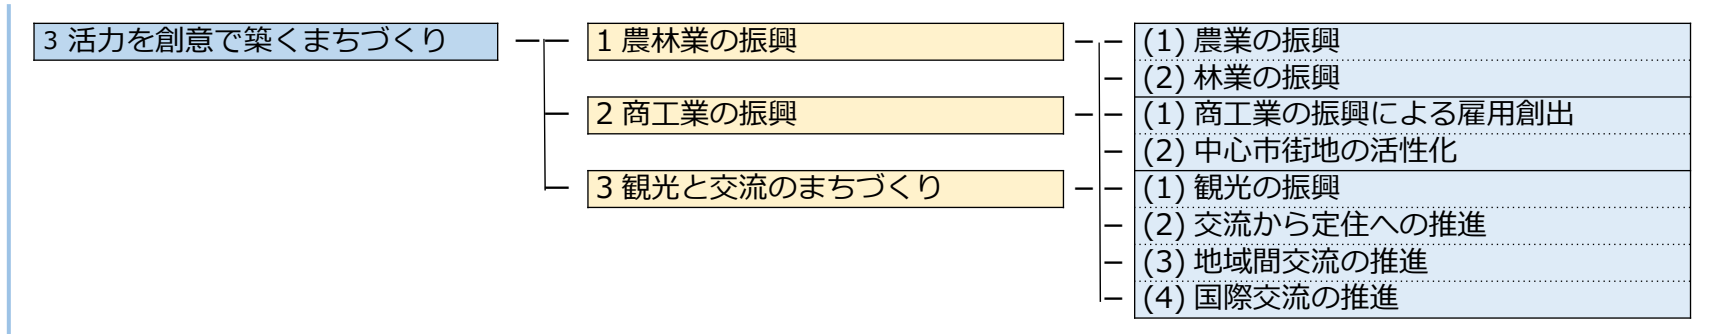 3 活力を創意で築くまちづくり
1 農林業の振興
(1) 農業の振興
(2) 林業の振興
2 商工業の振興
(1) 商工業の振興による雇用創出
(2) 中心市街地の活性化
3 観光と交流のまちづくり
(1) 観光の振興
(2) 交流から定住への推進
(3) 地域間交流の推進
(4) 国際交流の推進